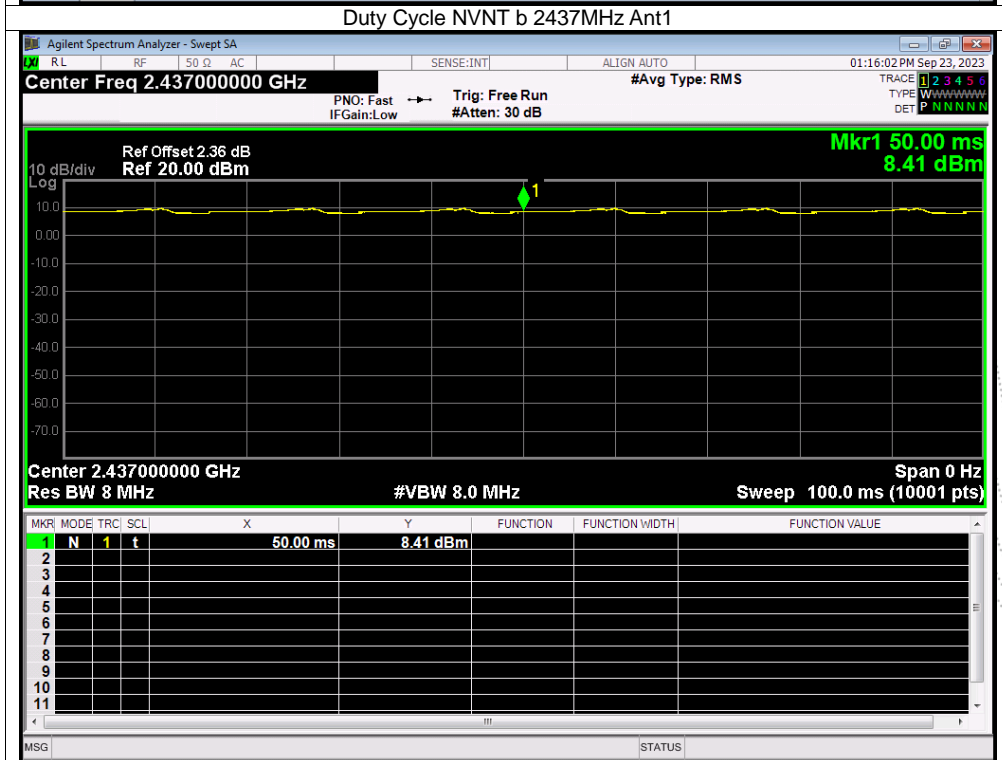 Duty Cycle NVNT b 2437MHz Ant1
Agilent Spectrum Analyzer - Swept SA
LXI RL RF 50 Ω AC SENSE:INT ALIGN AUTO 01:16:02 PM Sep 23, 2023
Center Freq 2.437000000 GHz #Avg Type: RMS TRACE 1 2 3 4 5 6
PNO: Fast Trig: Free Run TYPE WWWWWW
IFGain:Low #Atten: 30 dB DET P N N N N N
Mkr1 50.00 ms
Ref Offset 2.36 dB
10 dB/div Ref 20.00 dBm 8.41 dBm
Log
1
10.0
0.00
-10.0
-20.0
-30.0
-40.0
-50.0
-60.0
-70.0
Center 2.437000000 GHz Span 0 Hz
Res BW 8 MHz #VBW 8.0 MHz Sweep 100.0 ms (10001 pts)
MKR MODE TRC SCL X Y FUNCTION FUNCTION WIDTH FUNCTION VALUE
1 N 1 t 50.00 ms 8.41 dBm
2
3
4
5
6
7
8
9
10
11
MSG STATUS